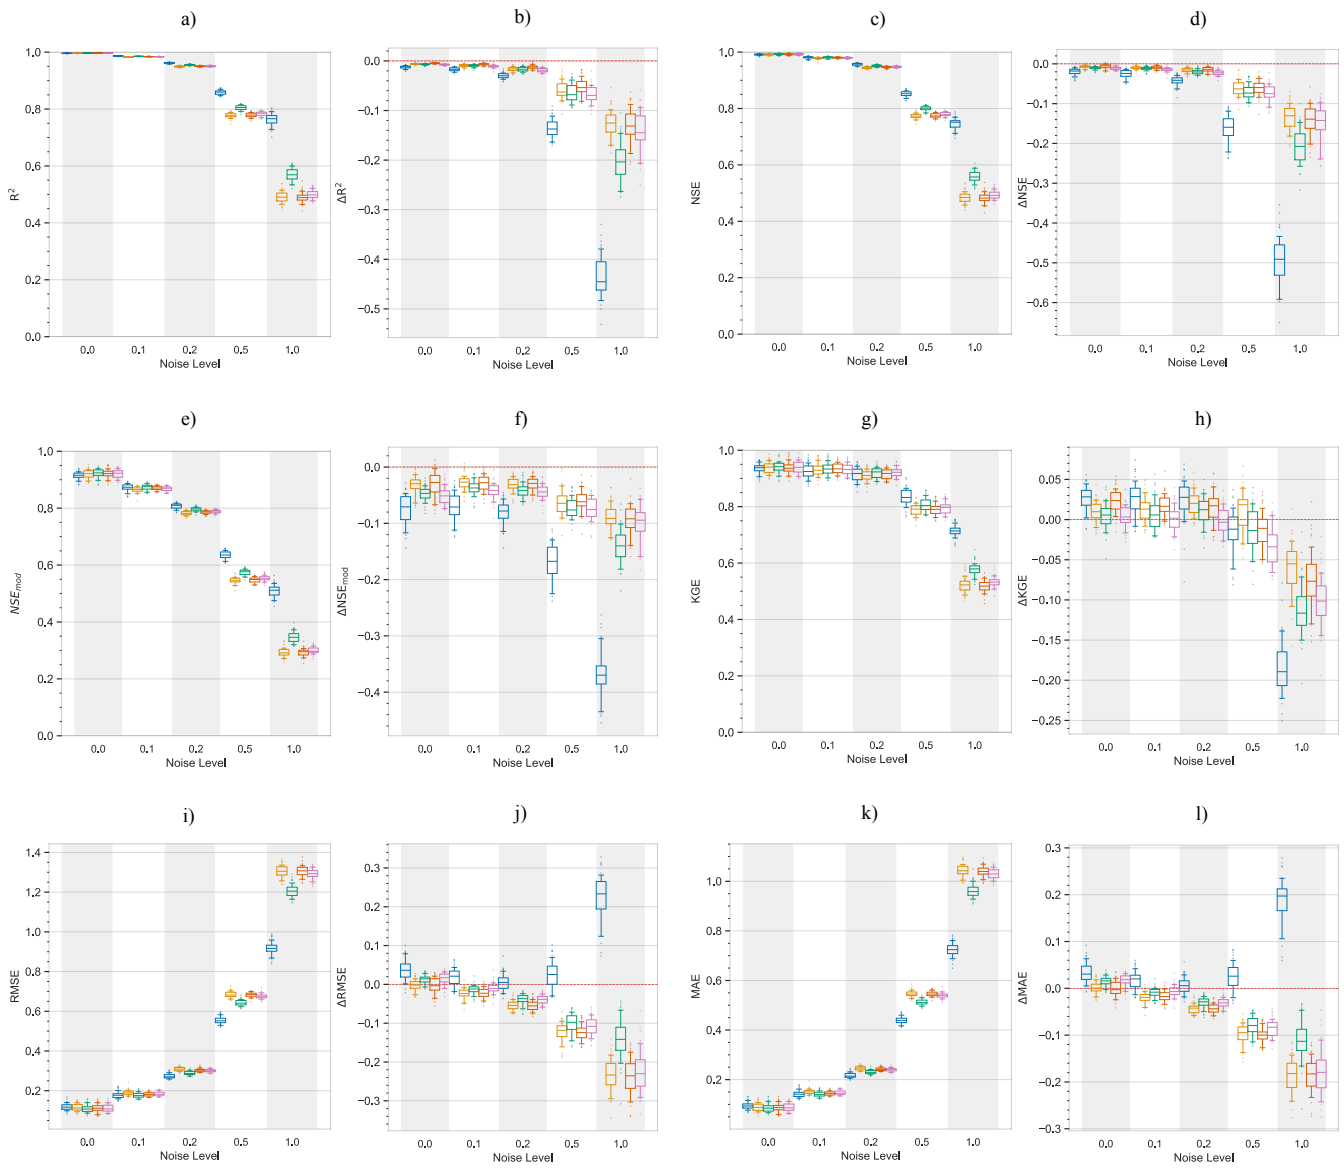 a)
1.0
0.8
0.6
0.4
0.2
0.0
R²
0.0 0.1 0.2 0.5 1.0
Noise Level
b)
0.0
−0.1
−0.2
−0.3
−0.4
−0.5
ΔR²
0.0 0.1 0.2 0.5 1.0
Noise Level
c)
1.0
0.8
0.6
0.4
0.2
0.0
NSE
0.0 0.1 0.2 0.5 1.0
Noise Level
d)
0.0
−0.1
−0.2
−0.3
−0.4
−0.5
−0.6
ΔNSE
0.0 0.1 0.2 0.5 1.0
Noise Level
e)
1.0
0.8
0.6
0.4
0.2
0.0
NSEmod
0.0 0.1 0.2 0.5 1.0
Noise Level
f)
0.0
−0.1
−0.2
−0.3
−0.4
ΔNSEmod
0.0 0.1 0.2 0.5 1.0
Noise Level
g)
1.0
0.8
0.6
0.4
0.2
0.0
KGE
0.0 0.1 0.2 0.5 1.0
Noise Level
h)
0.05
0.00
−0.05
−0.10
−0.15
−0.20
−0.25
ΔKGE
0.0 0.1 0.2 0.5 1.0
Noise Level
i)
1.4
1.2
1.0
0.8
0.6
0.4
0.2
RMSE
0.0 0.1 0.2 0.5 1.0
Noise Level
j)
0.3
0.2
0.1
0.0
−0.1
−0.2
−0.3
ΔRMSE
0.0 0.1 0.2 0.5 1.0
Noise Level
k)
1.0
0.8
0.6
0.4
0.2
MAE
0.0 0.1 0.2 0.5 1.0
Noise Level
l)
0.3
0.2
0.1
0.0
−0.1
−0.2
−0.3
ΔMAE
0.0 0.1 0.2 0.5 1.0
Noise Level